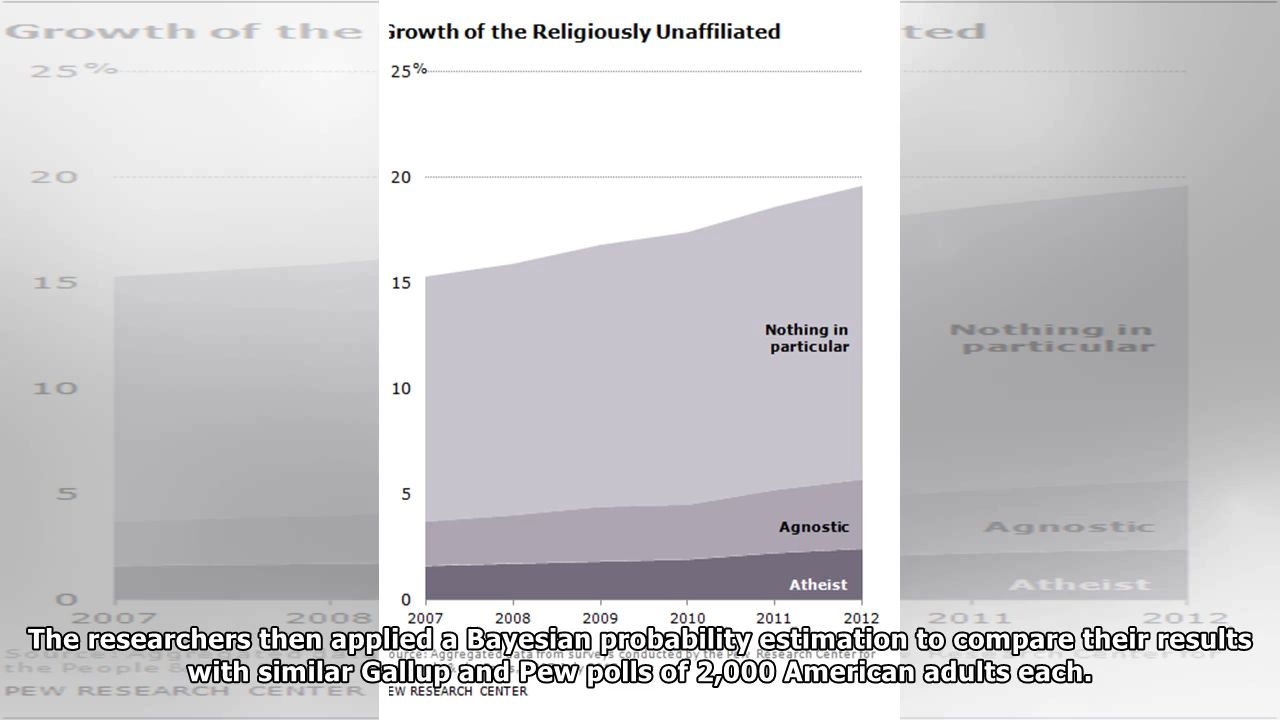 Growth of the Religiously Unaffiliated
25%
20
15
10
5
0
Nothing in
particular
Agnostic
Atheist
2007 2008 2009 2010 2011 2012
The researchers then applied a Bayesian probability estimation to compare their results
with similar Gallup and Pew polls of 2,000 American adults each.
PEW RESEARCH CENTER